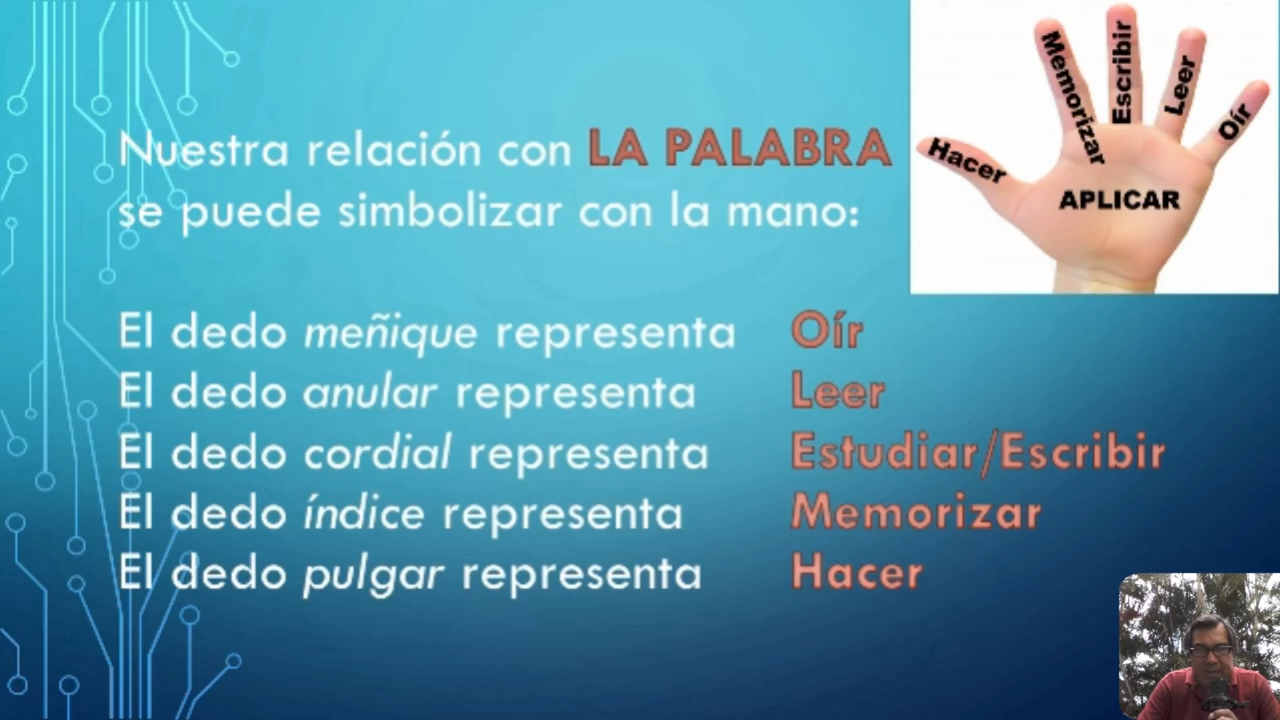 Nuestra relación con LA PALABRA
se puede simbolizar con la mano:
El dedo meñique representa Oír
El dedo anular representa Leer
El dedo cordial representa Estudiar/Escribir
El dedo índice representa Memorizar
El dedo pulgar representa Hacer
Hacer
Memorizar
Escribir
Leer
Oír
APLICAR